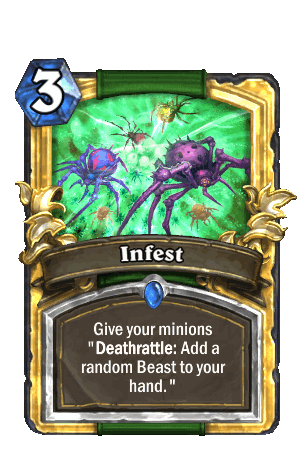 3
Infest
Give your minions
"Deathrattle: Add a
random Beast to your
hand."